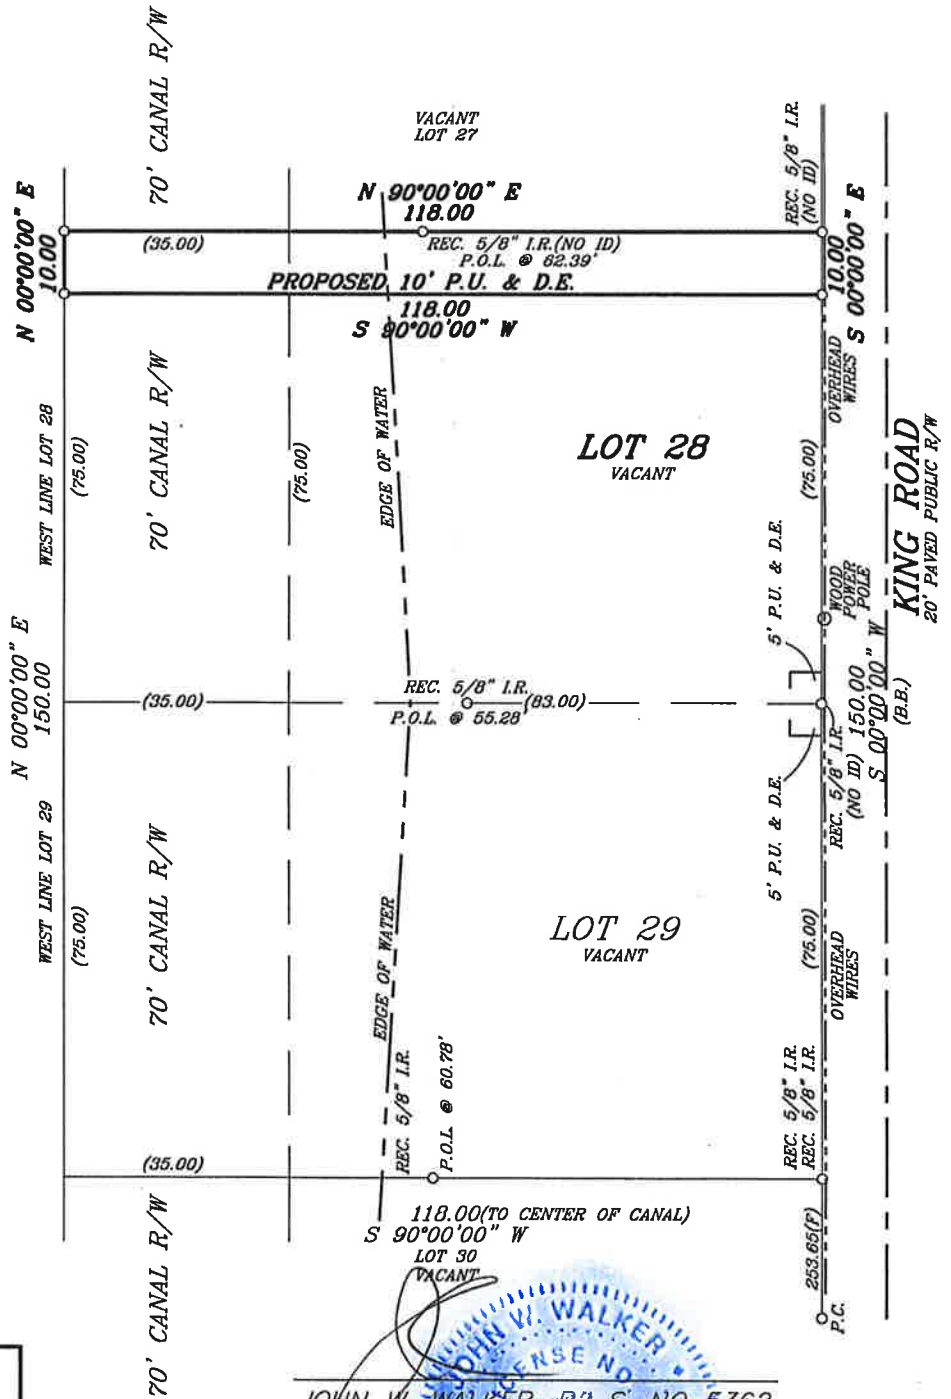 70' CANAL R/W
VACANT
LOT 27
REC. 5/8" I.R.
(NO ID)
N 90°00'00" E
118.00
N 00°00'00" E
10.00
(35.00)
REC. 5/8" I.R.(NO ID)
P.O.L. @ 62.39'
10.00
S 00°00'00" E
PROPOSED 10' P.U. & D.E.
118.00
S 90°00'00" W
OVERHEAD
WIRES
70' CANAL R/W
WEST LINE LOT 28
(75.00)
(75.00)
EDGE OF WATER
LOT 28
VACANT
(75.00)
KING ROAD
20' PAVED PUBLIC R/W
5' P.U. & D.E.
WOOD
POWER
POLE
N 00°00'00" E
150.00
(35.00)
REC. 5/8" I.R.
P.O.L. @ 55.28'
(83.00)
150.00
S 00°00'00" W
(B.B.)
REC. 5/8" I.R.
(NO ID)
5' P.U. & D.E.
WEST LINE LOT 29
(75.00)
70' CANAL R/W
EDGE OF WATER
LOT 29
VACANT
(75.00)
OVERHEAD
WIRES
REC. 5/8" I.R.
P.O.L. @ 60.78'
REC. 5/8" I.R.
REC. 5/8" I.R.
(35.00)
118.00(TO CENTER OF CANAL)
S 90°00'00" W
LOT 30
VACANT
253.65(F)
P.C.
70' CANAL R/W
JOHN W. WALKER
LICENSE NO.
JOHN W. WALKER NO. 5362